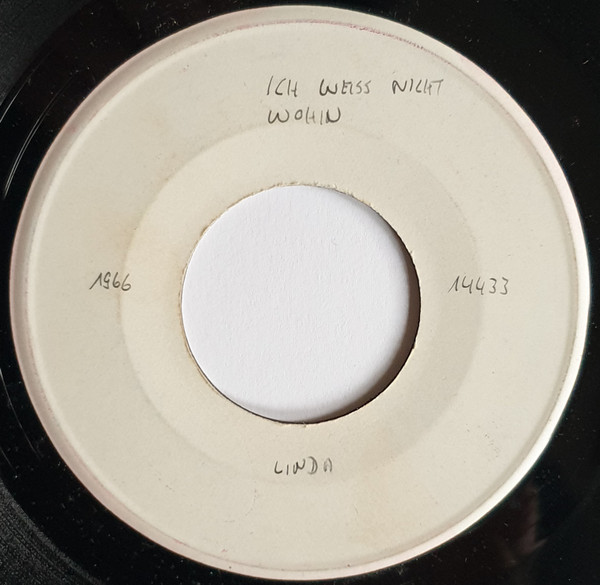 ICH WEISS NICHT
WOHIN
1966
14433
LINDA